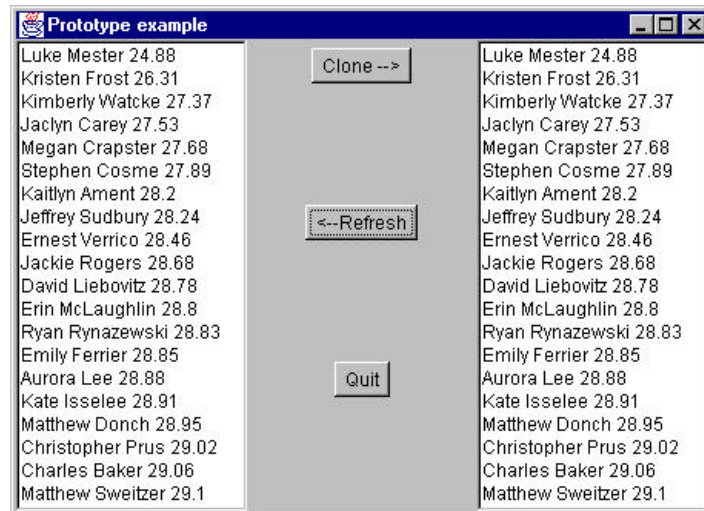 Prototype example
Luke Mester 24.88
Kristen Frost 26.31
Kimberly Watcke 27.37
Jaclyn Carey 27.53
Megan Crapster 27.68
Stephen Cosme 27.89
Kaitlyn Ament 28.2
Jeffrey Sudbury 28.24
Ernest Verrico 28.46
Jackie Rogers 28.68
David Liebovitz 28.78
Erin McLaughlin 28.8
Ryan Rynazewski 28.83
Emily Ferrier 28.85
Aurora Lee 28.88
Kate Isselee 28.91
Matthew Donch 28.95
Christopher Prus 29.02
Charles Baker 29.06
Matthew Sweitzer 29.1
Clone -->
<--Refresh
Quit
Luke Mester 24.88
Kristen Frost 26.31
Kimberly Watcke 27.37
Jaclyn Carey 27.53
Megan Crapster 27.68
Stephen Cosme 27.89
Kaitlyn Ament 28.2
Jeffrey Sudbury 28.24
Ernest Verrico 28.46
Jackie Rogers 28.68
David Liebovitz 28.78
Erin McLaughlin 28.8
Ryan Rynazewski 28.83
Emily Ferrier 28.85
Aurora Lee 28.88
Kate Isselee 28.91
Matthew Donch 28.95
Christopher Prus 29.02
Charles Baker 29.06
Matthew Sweitzer 29.1